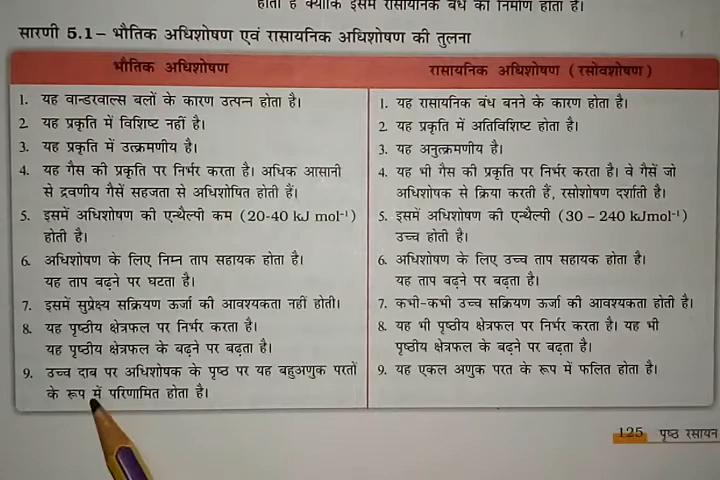 होता है क्योंकि इसमें रासायनिक बंध का निर्माण होता है।
सारणी 5.1– भौतिक अधिशोषण एवं रासायनिक अधिशोषण की तुलना
भौतिक अधिशोषण
1. यह वान्डरवाल्स बलों के कारण उत्पन्न होता है।
2. यह प्रकृति में विशिष्ट नहीं है।
3. यह प्रकृति में उत्क्रमणीय है।
4. यह गैस की प्रकृति पर निर्भर करता है। अधिक आसानी
से द्रवणीय गैसें सहजता से अधिशोषित होती हैं।
5. इसमें अधिशोषण की एन्थैल्पी कम (20-40 kJ mol⁻¹)
होती है।
6. अधिशोषण के लिए निम्न ताप सहायक होता है।
यह ताप बढ़ने पर घटता है।
7. इसमें सुप्रेक्ष्य सक्रियण ऊर्जा की आवश्यकता नहीं होती।
8. यह पृष्ठीय क्षेत्रफल पर निर्भर करता है।
यह पृष्ठीय क्षेत्रफल के बढ़ने पर बढ़ता है।
9. उच्च दाब पर अधिशोषक के पृष्ठ पर यह बहुअणुक परतों
के रूप में परिणामित होता है।
रासायनिक अधिशोषण (रसोवशोषण)
1. यह रासायनिक बंध बनने के कारण होता है।
2. यह प्रकृति में अतिविशिष्ट होता है।
3. यह अनुत्क्रमणीय है।
4. यह भी गैस की प्रकृति पर निर्भर करता है। वे गैसें जो
अधिशोषक से क्रिया करती हैं, रसोशोषण दर्शाती है।
5. इसमें अधिशोषण की एन्थैल्पी (30 – 240 kJmol⁻¹)
उच्च होती है।
6. अधिशोषण के लिए उच्च ताप सहायक होता है।
यह ताप बढ़ने पर बढ़ता है।
7. कभी-कभी उच्च सक्रियण ऊर्जा की आवश्यकता होती है।
8. यह भी पृष्ठीय क्षेत्रफल पर निर्भर करता है। यह भी
पृष्ठीय क्षेत्रफल के बढ़ने पर बढ़ता है।
9. यह एकल अणुक परत के रूप में फलित होता है।
125 पृष्ठ रसायन